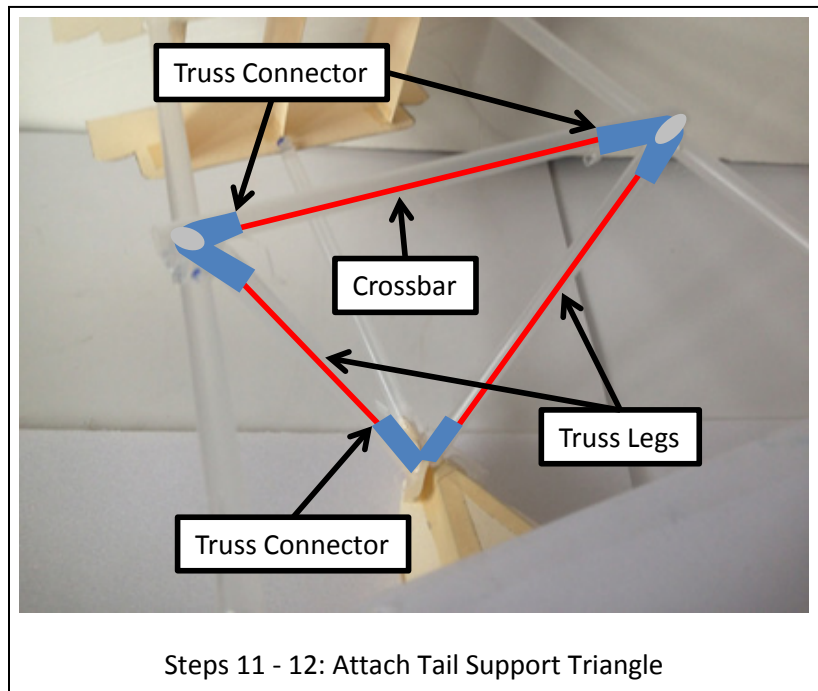 Truss Connector
Crossbar
Truss Legs
Truss Connector
Steps 11 - 12: Attach Tail Support Triangle